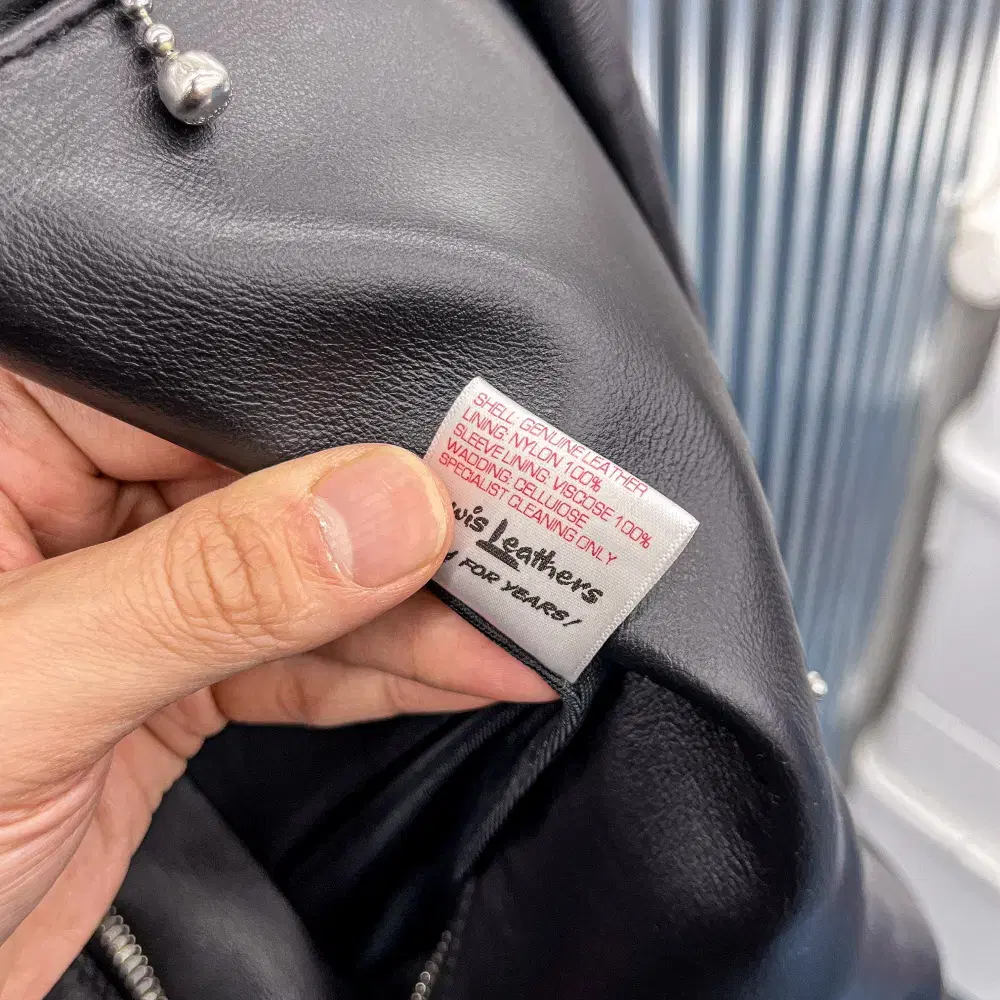 SHELL: GENUINE LEATHER
LINING: NYLON 100%
SLEEVE LINING: VISCOSE 100%
WADDING: CELLULOSE
SPECIALIST CLEANING ONLY
Leathers
FOR YEARS!